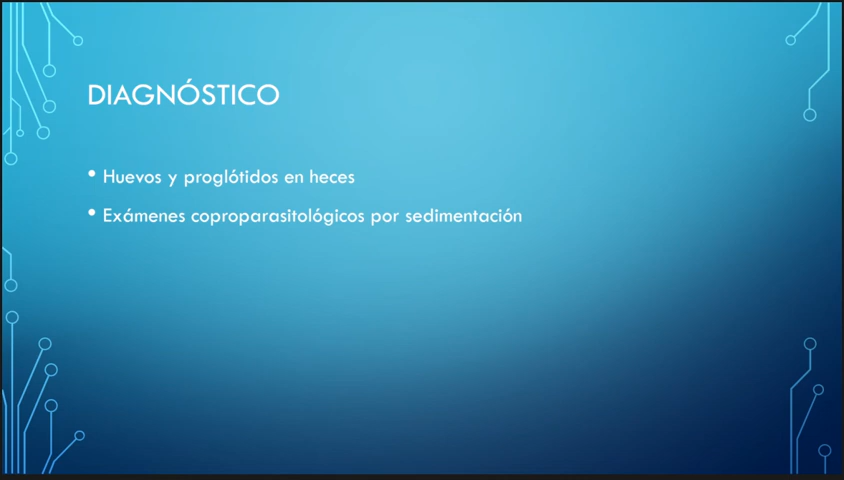 DIAGNÓSTICO
• Huevos y proglótidos en heces
• Exámenes coproparasitológicos por sedimentación